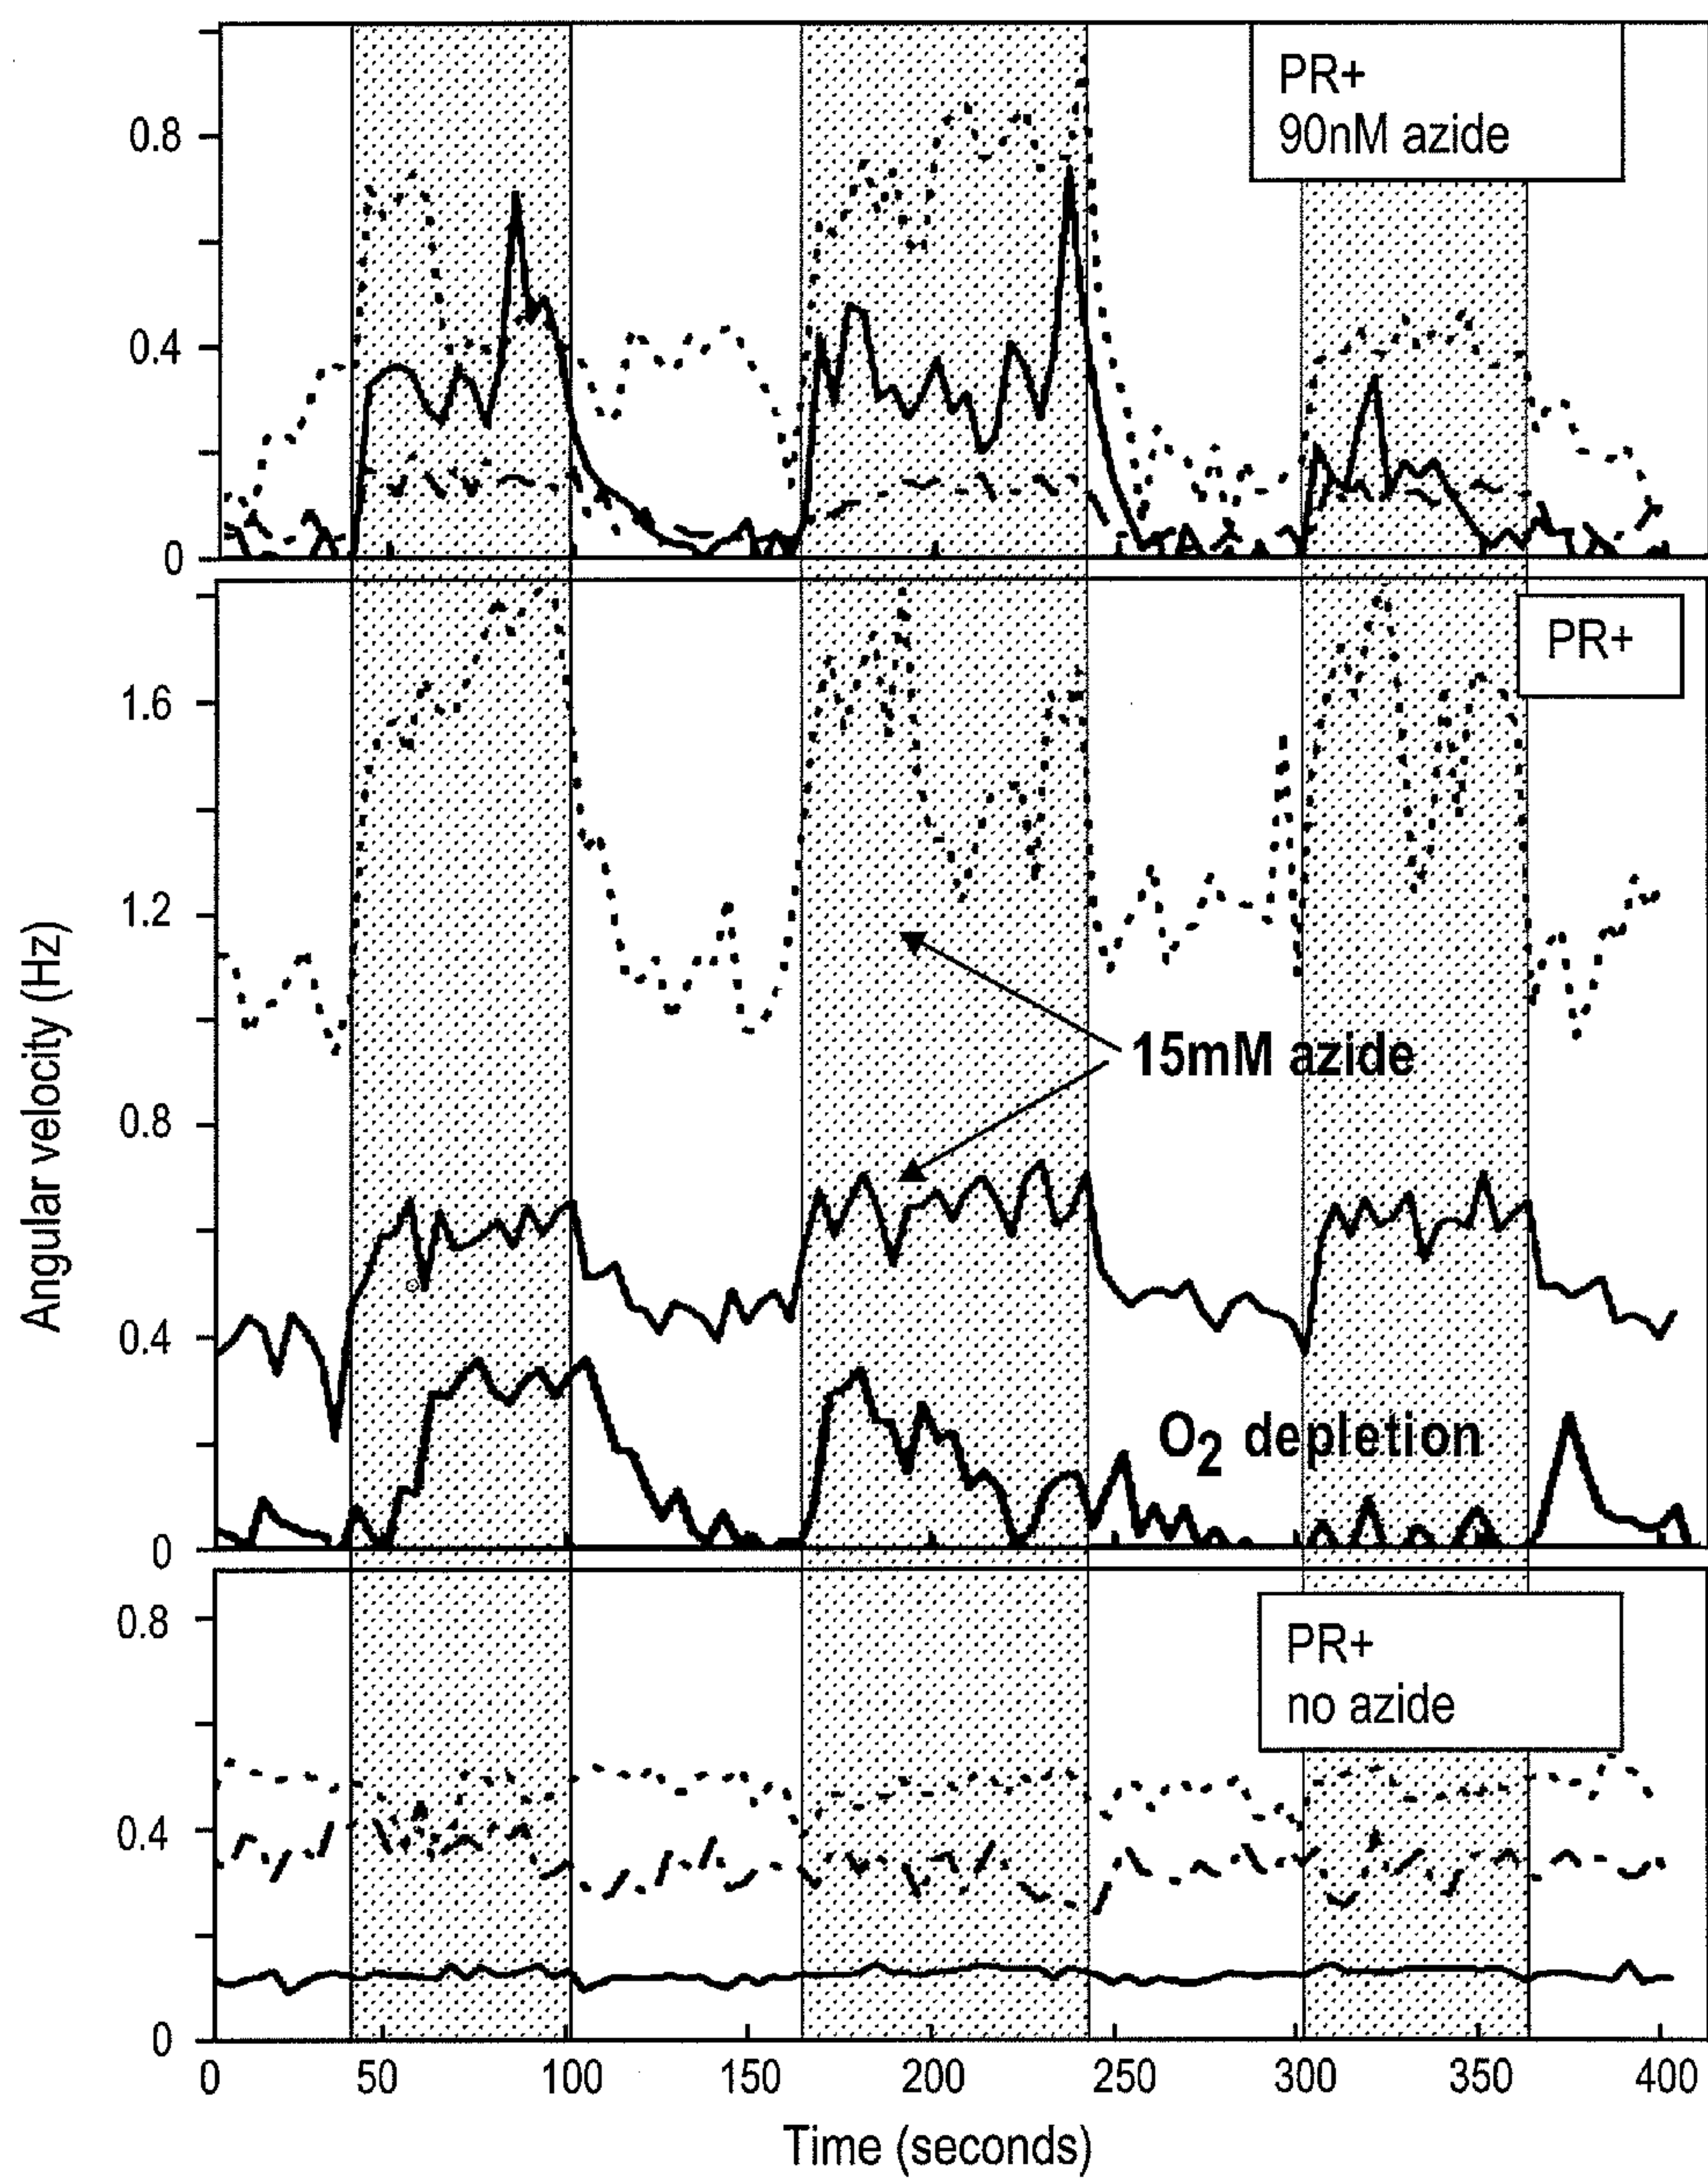 PR+
90nM azide
0.8
0.4
0
PR+
1.6
1.2
15mM azide
0.8
0.4
O2 depletion
0
Angular velocity (Hz)
0.8
PR+
no azide
0.4
0
0 50 100 150 200 250 300 350 400
Time (seconds)